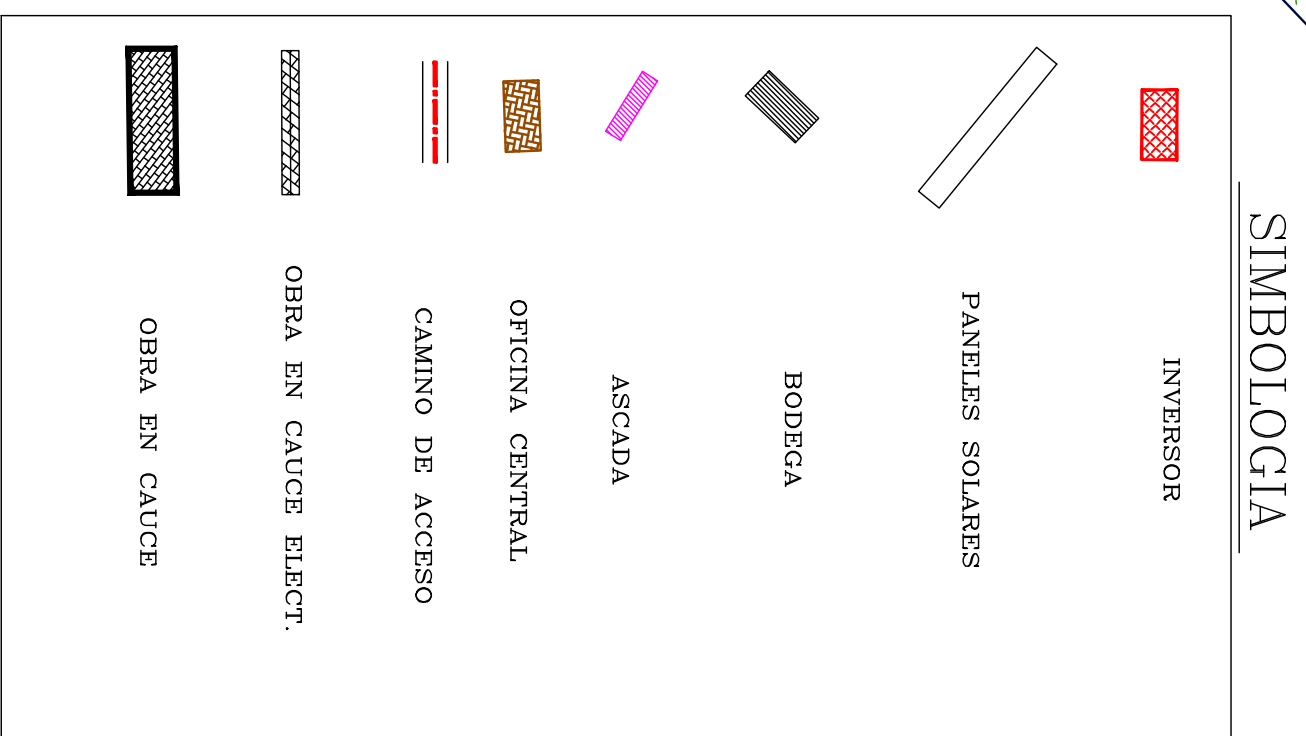 SIMBOLOGIA
INVERSOR
PANELES SOLARES
BODEGA
ASCADA
OFICINA CENTRAL
CAMINO DE ACCESO
OBRA EN CAUCE ELECT.
OBRA EN CAUCE